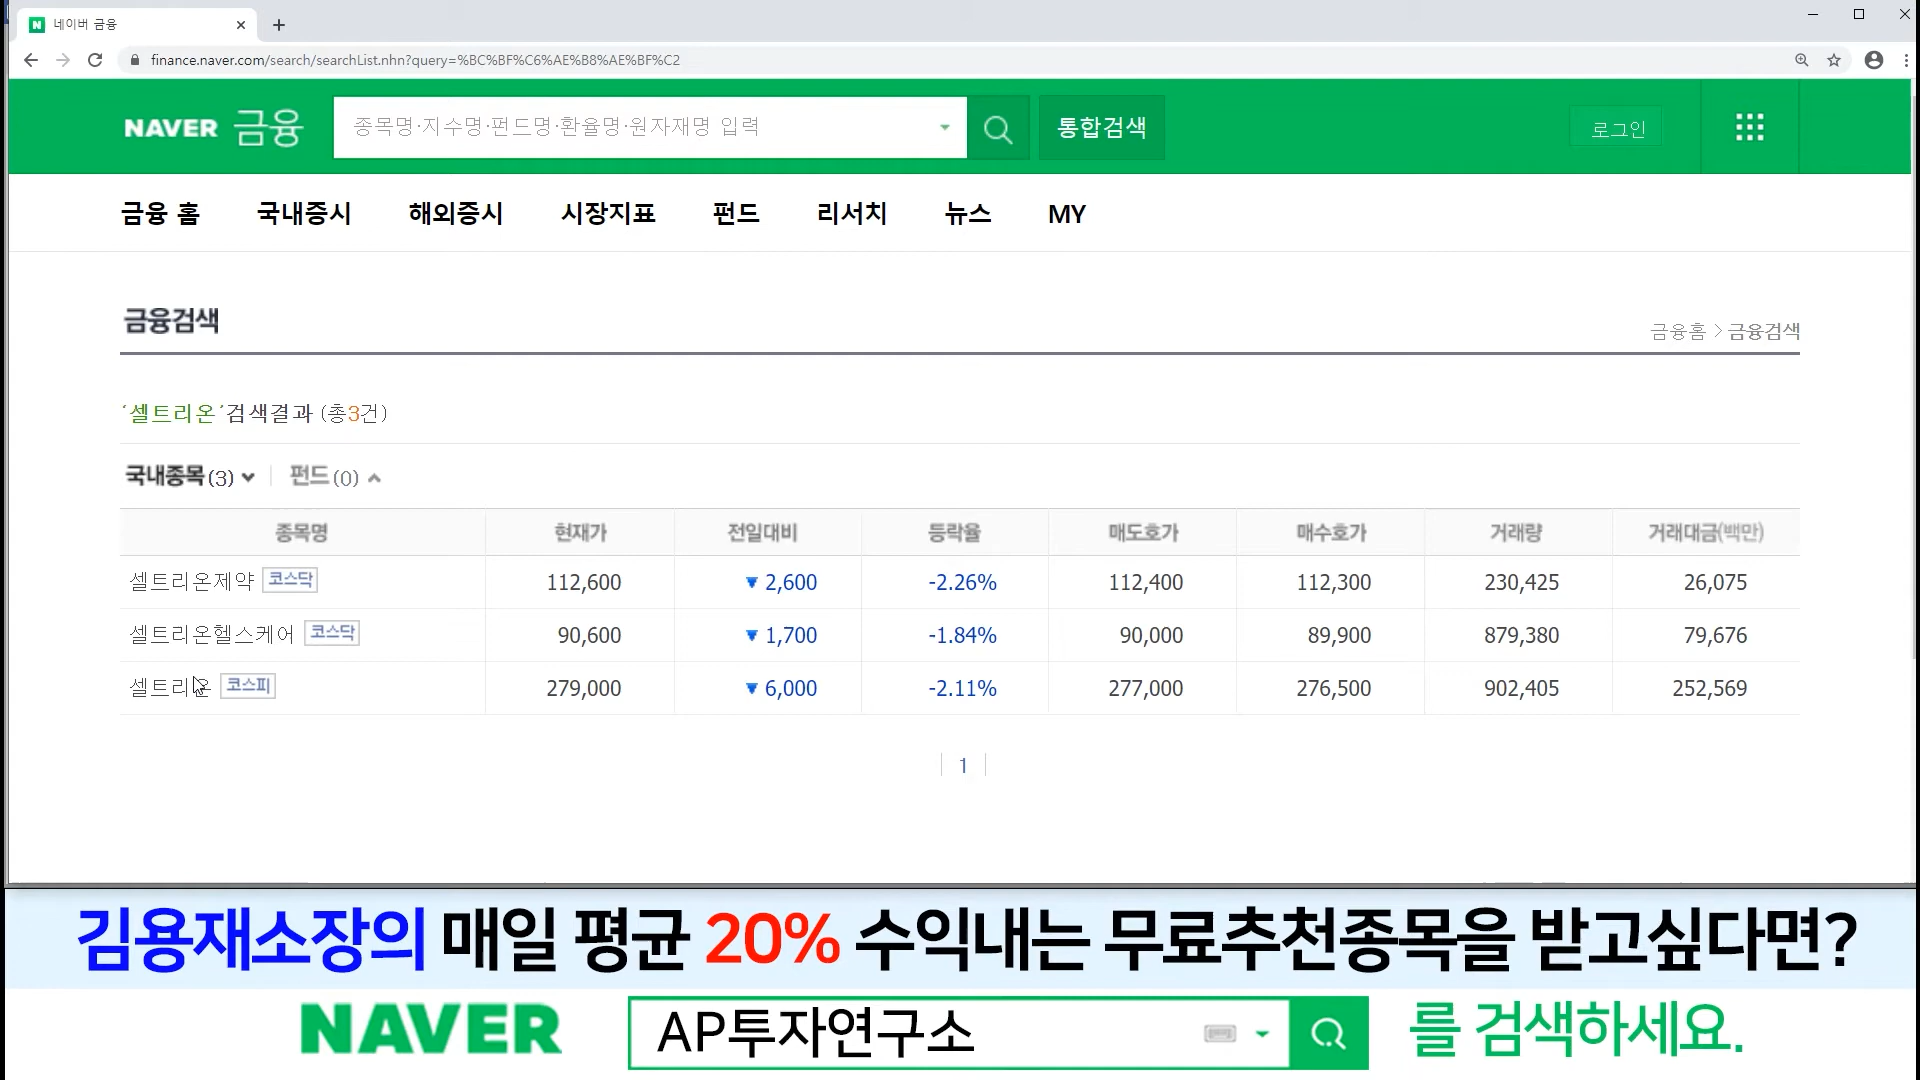 네이버 금융
finance.naver.com/search/searchList.nhn?query=%BC%BF%C6%AE%B8%AE%BF%C2
NAVER 금융 종목명·지수명·펀드명·환율명·원자재명 입력 통합검색 로그인
금융 홈 국내증시 해외증시 시장지표 펀드 리서치 뉴스 MY
금융검색
금융홈 > 금융검색
'셀트리온'검색결과 (총3건)
국내종목(3) 펀드(0)
종목명 현재가 전일대비 등락율 매도호가 매수호가 거래량 거래대금(백만)
셀트리온제약 코스닥 112,600 ▼ 2,600 -2.26% 112,400 112,300 230,425 26,075
셀트리온헬스케어 코스닥 90,600 ▼ 1,700 -1.84% 90,000 89,900 879,380 79,676
셀트리온 코스피 279,000 ▼ 6,000 -2.11% 277,000 276,500 902,405 252,569
1
김용재소장의 매일 평균 20% 수익내는 무료추천종목을 받고싶다면?
NAVER AP투자연구소 를 검색하세요.